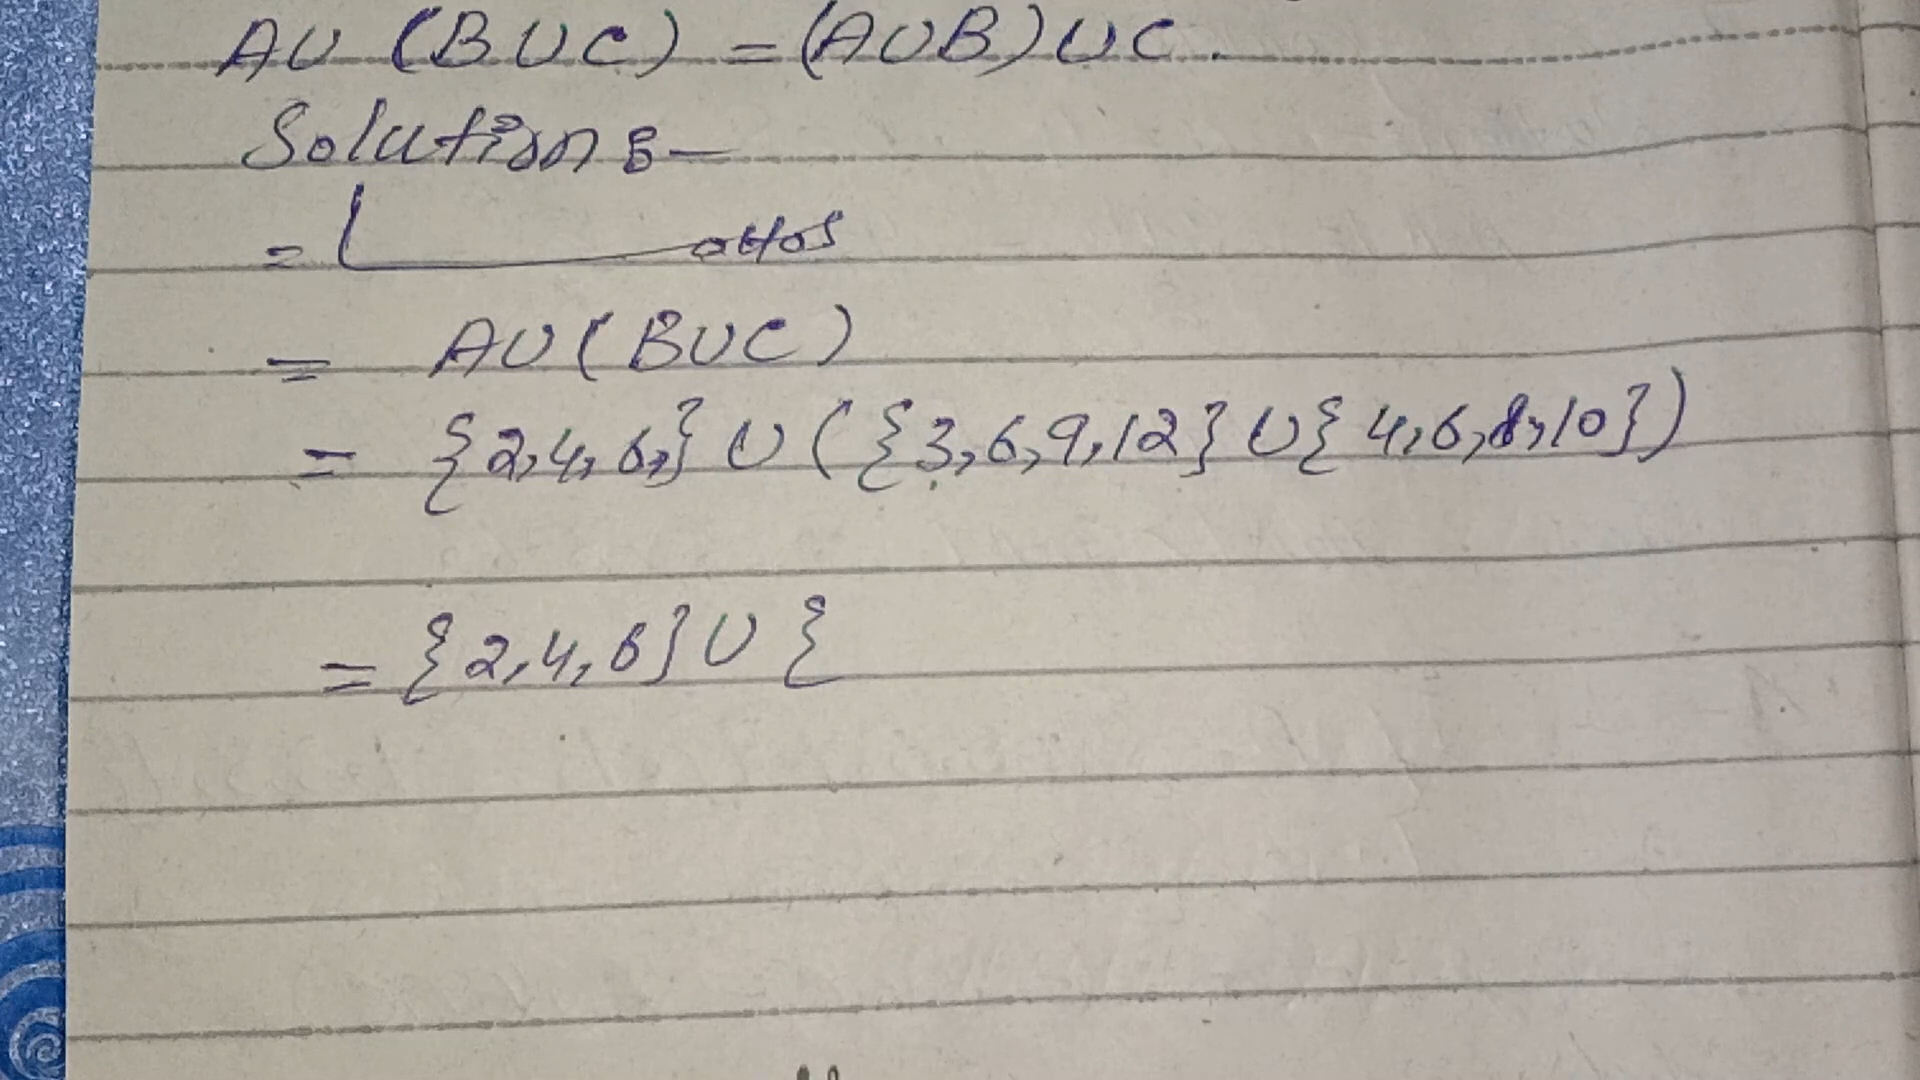 AU (BUC) = (AUB) UC.
Solution :-
=
= AU(BUC)
= {2,4,6,} U ({3,6,9,12} U{ 4,6,8,10})
= {2,4,6} U {